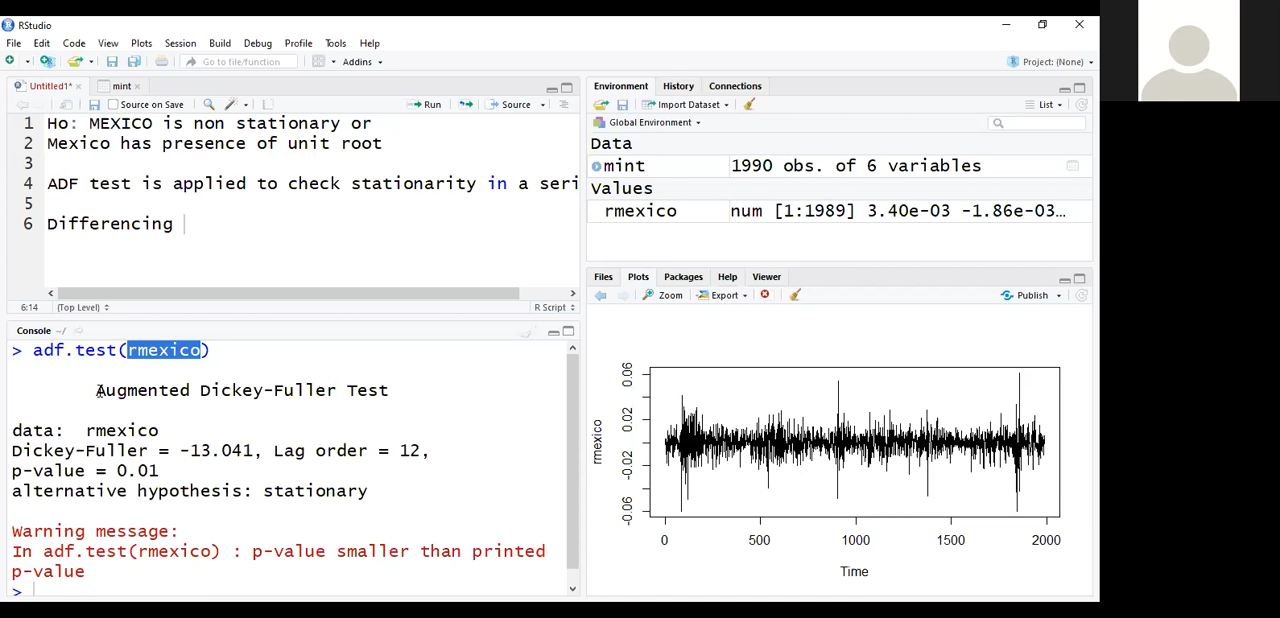 RStudio
File Edit Code View Plots Session Build Debug Profile Tools Help
Go to file/function Addins Project: (None)
Untitled1* mint
Source on Save Run Source
1 Ho: MEXICO is non stationary or
2 Mexico has presence of unit root
3
4 ADF test is applied to check stationarity in a seri
5
6 Differencing
6:14 (Top Level) R Script
Console ~/
> adf.test(rmexico)
Augmented Dickey-Fuller Test
data: rmexico
Dickey-Fuller = -13.041, Lag order = 12,
p-value = 0.01
alternative hypothesis: stationary
Warning message:
In adf.test(rmexico) : p-value smaller than printed
p-value
>
Environment History Connections
Import Dataset List
Global Environment
Data
mint 1990 obs. of 6 variables
Values
rmexico num [1:1989] 3.40e-03 -1.86e-03…
Files Plots Packages Help Viewer
Zoom Export Publish
rmexico
0.06
0.02
-0.02
-0.06
0 500 1000 1500 2000
Time